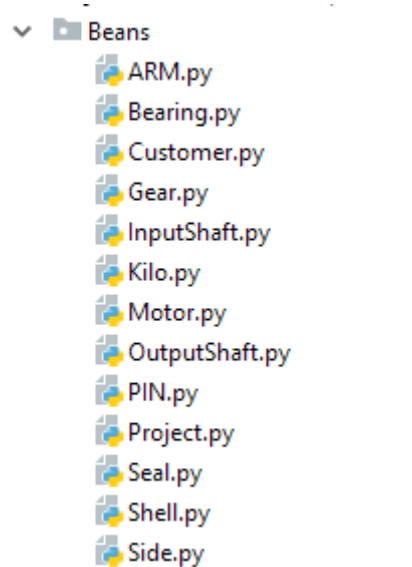 Beans
ARM.py
Bearing.py
Customer.py
Gear.py
InputShaft.py
Kilo.py
Motor.py
OutputShaft.py
PIN.py
Project.py
Seal.py
Shell.py
Side.py